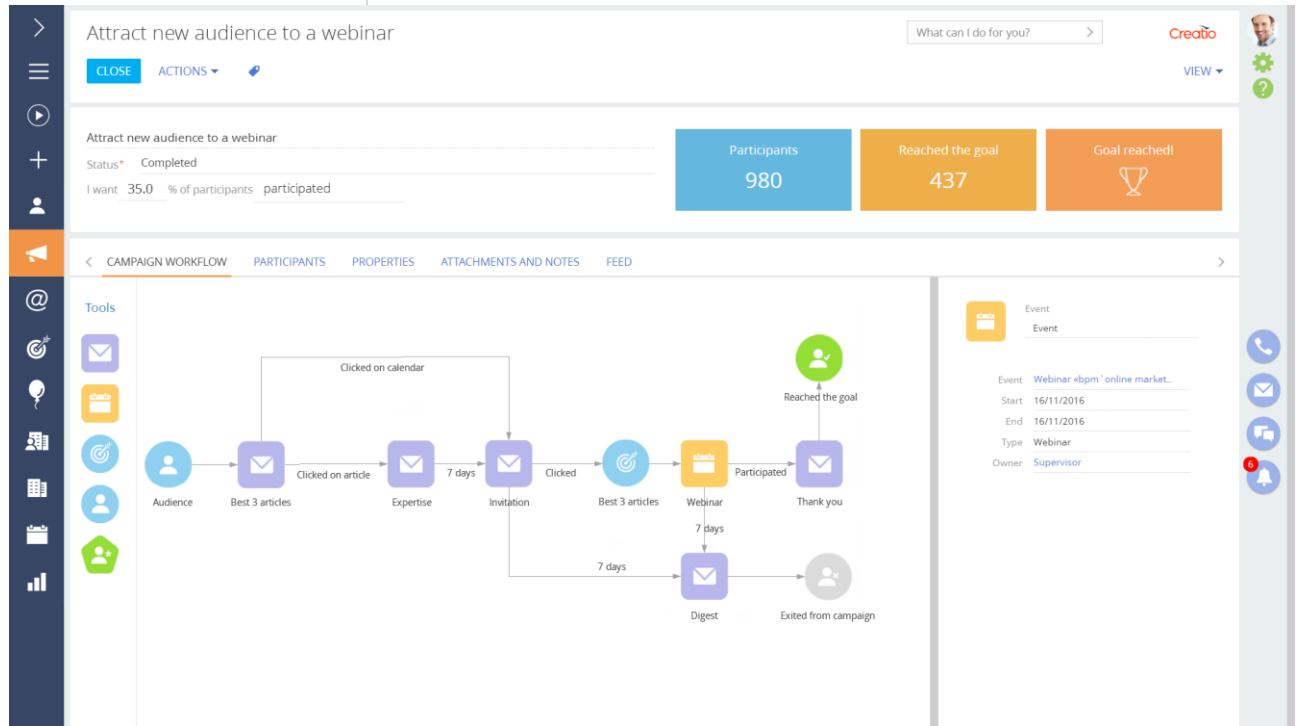 Attract new audience to a webinar
What can I do for you?
Creatio
CLOSE
ACTIONS
VIEW
Attract new audience to a webinar
Status* Completed
I want 35.0 % of participants participated
Participants
980
Reached the goal
437
Goal reached!
CAMPAIGN WORKFLOW
PARTICIPANTS
PROPERTIES
ATTACHMENTS AND NOTES
FEED
Tools
Clicked on calendar
Reached the goal
Clicked on article
7 days
Clicked
Participated
Audience
Best 3 articles
Expertise
Invitation
Best 3 articles
Webinar
Thank you
7 days
7 days
Digest
Exited from campaign
Event
Event
Event Webinar «bpm`online market..
Start 16/11/2016
End 16/11/2016
Type Webinar
Owner Supervisor
6